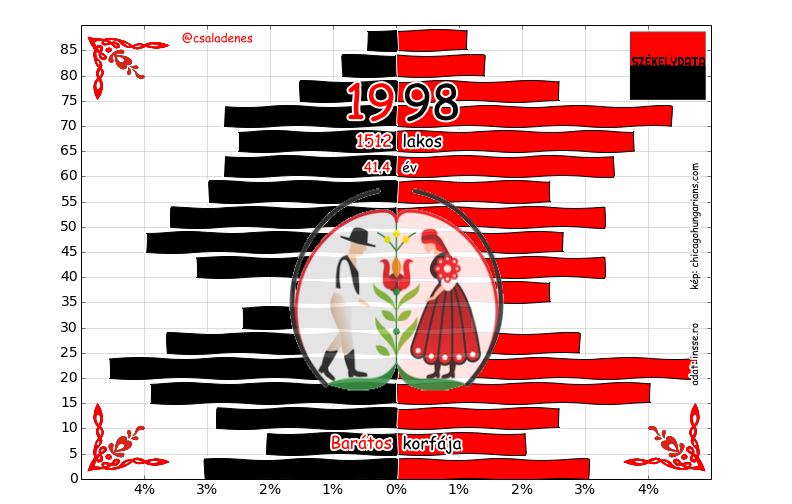 @csaladenes
SZÉKELYDATA
1998
1512 lakos
41,4 év
kép: chicagohungarians.com
adat: insse.ro
Barátos korfája
85
80
75
70
65
60
55
50
45
40
35
30
25
20
15
10
5
0
4% 3% 2% 1% 0% 1% 2% 3% 4%